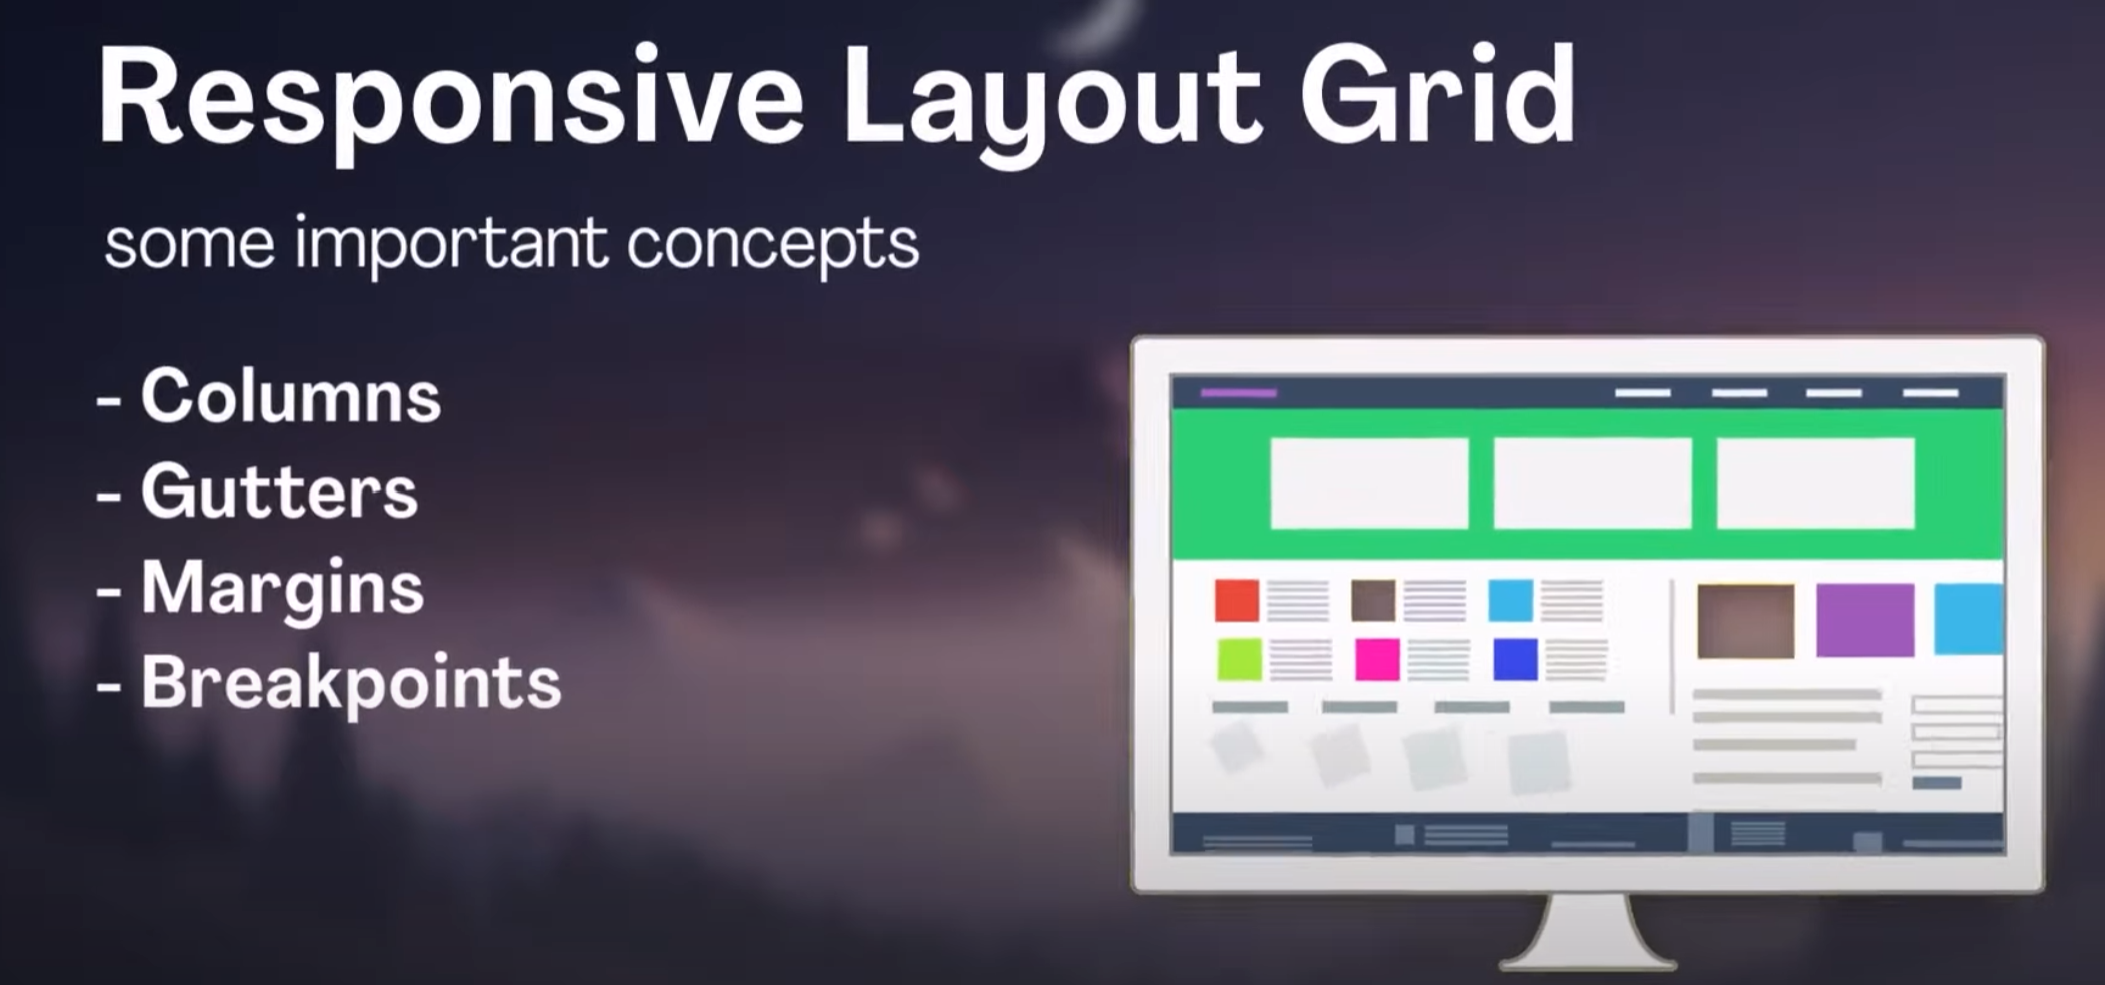 Responsive Layout Grid
some important concepts
- Columns
- Gutters
- Margins
- Breakpoints